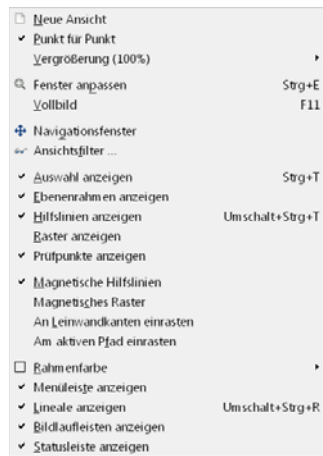 Neue Ansicht
Punkt für Punkt
Vergrößerung (100%)
Fenster anpassen Strg+E
Vollbild F11
Navigationsfenster
Ansichtsfilter ...
Auswahl anzeigen Strg+T
Ebenenrahmen anzeigen
Hilfslinien anzeigen Umschalt+Strg+T
Raster anzeigen
Prüfpunkte anzeigen
Magnetische Hilfslinien
Magnetisches Raster
An Leinwandkanten einrasten
Am aktiven Pfad einrasten
Rahmenfarbe
Menüleiste anzeigen
Lineale anzeigen Umschalt+Strg+R
Bildlaufleisten anzeigen
Statusleiste anzeigen